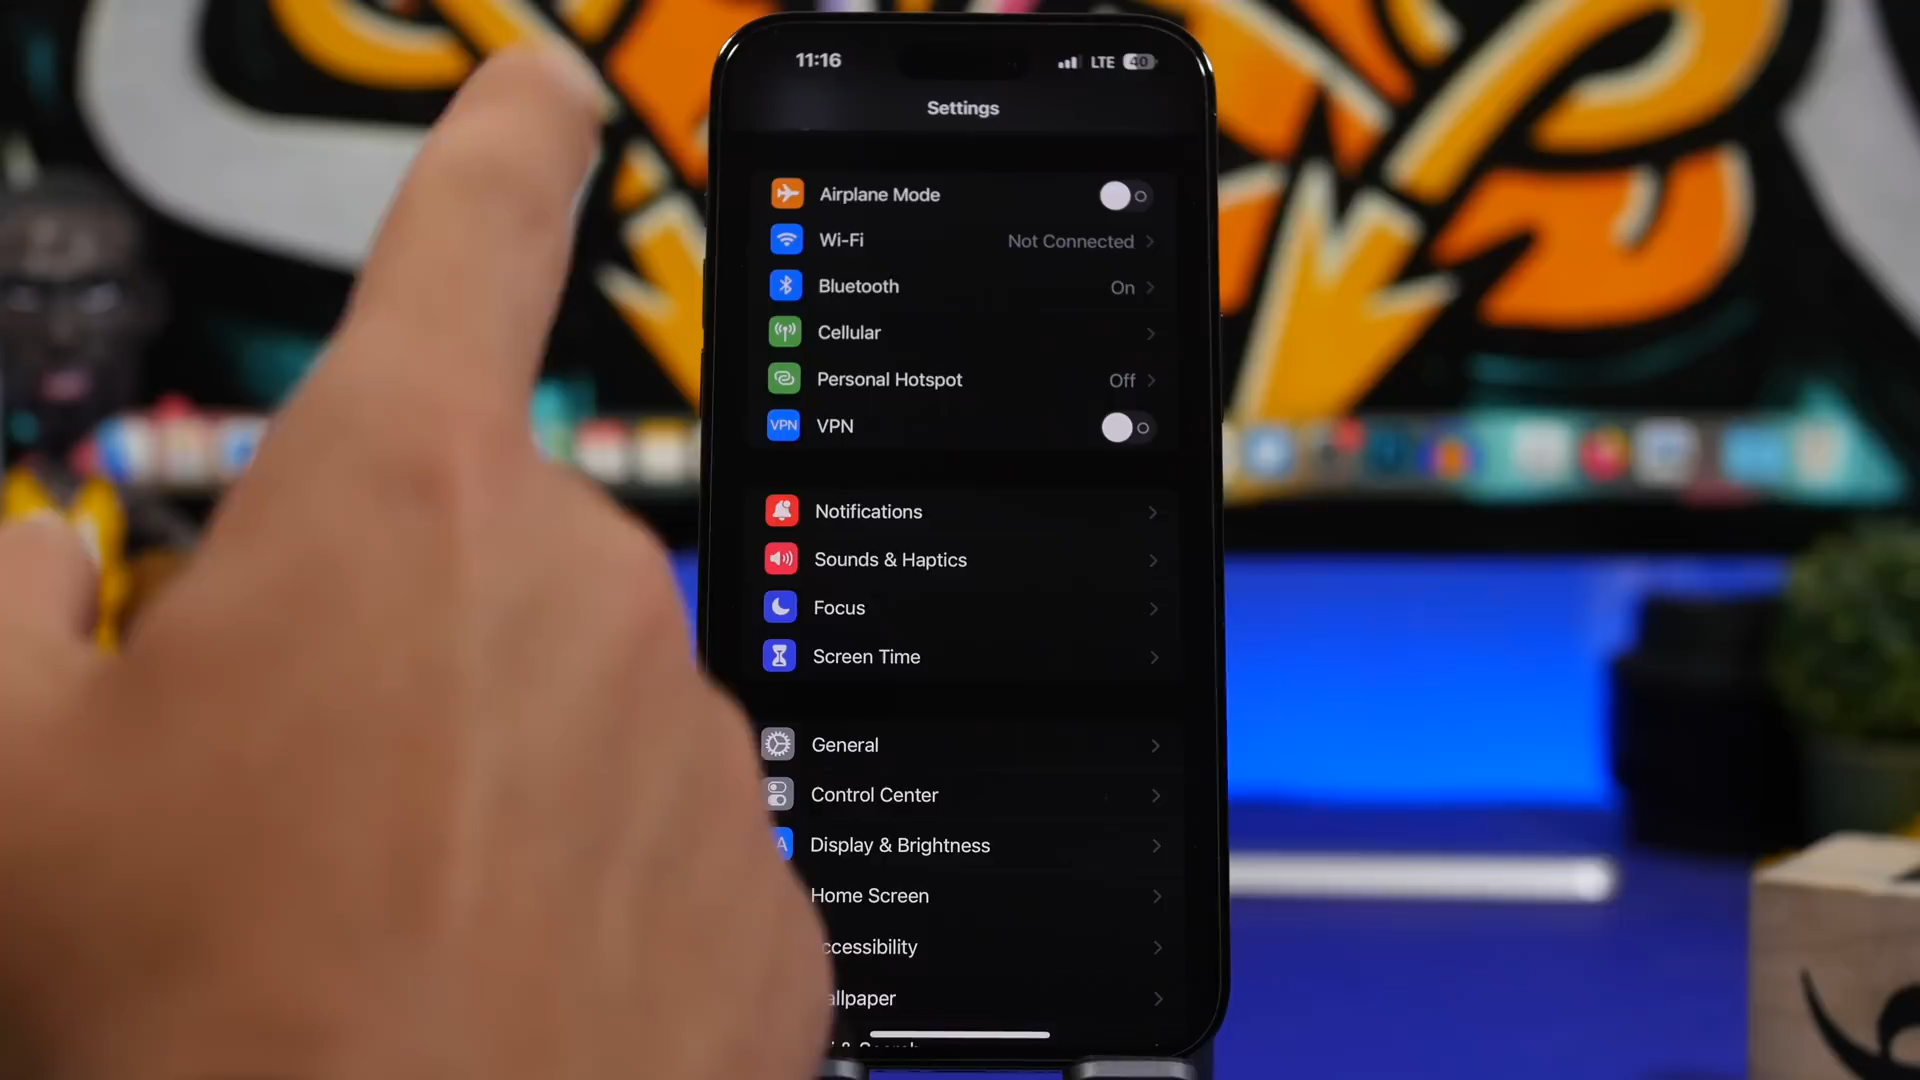 11:16 LTE 40
Settings
Airplane Mode
Wi-Fi Not Connected
Bluetooth On
Cellular
Personal Hotspot Off
VPN VPN
Notifications
Sounds & Haptics
Focus
Screen Time
General
Control Center
A Display & Brightness
Home Screen
ccessibility
allpaper